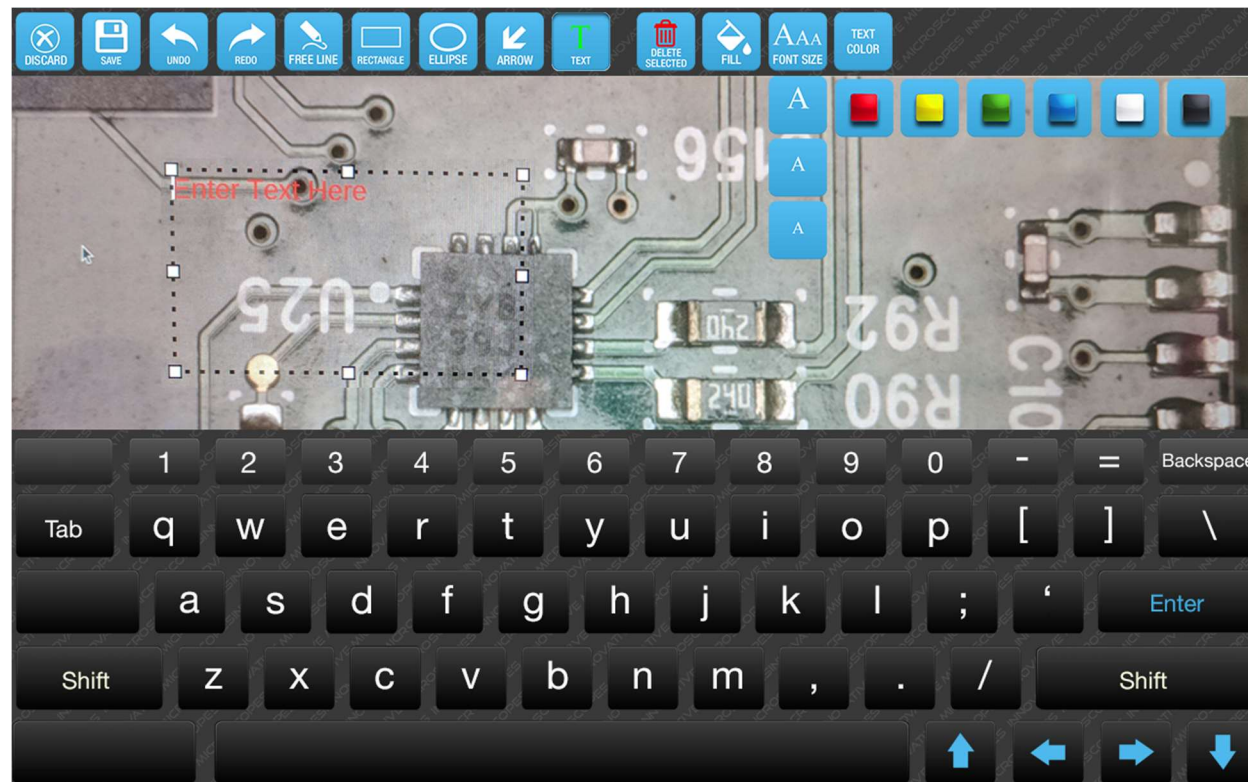 DISCARD
SAVE
UNDO
REDO
FREE LINE
RECTANGLE
ELLIPSE
ARROW
T
TEXT
DELETE
SELECTED
FILL
AAA
FONT SIZE
TEXT
COLOR
A
A
A
Enter Text Here
U25
240
240
R92
R90
C10
1 2 3 4 5 6 7 8 9 0 - = Backspace
Tab q w e r t y u i o p [ ] \
a s d f g h j k l ; ‘ Enter
Shift z x c v b n m , . / Shift